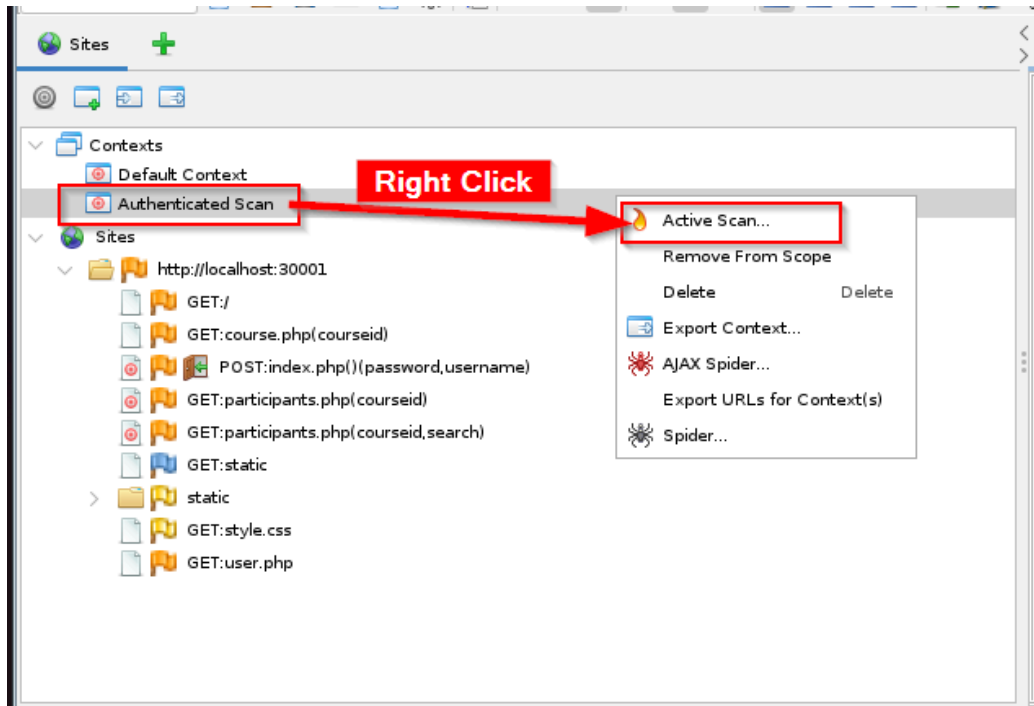 Sites
Contexts
Default Context
Right Click
Authenticated Scan
Active Scan...
Remove From Scope
Delete Delete
Export Context...
AJAX Spider...
Export URLs for Context(s)
Spider...
Sites
http://localhost:30001
GET:/
GET:course.php(courseid)
POST:index.php()(password,username)
GET:participants.php(courseid)
GET:participants.php(courseid,search)
GET:static
static
GET:style.css
GET:user.php